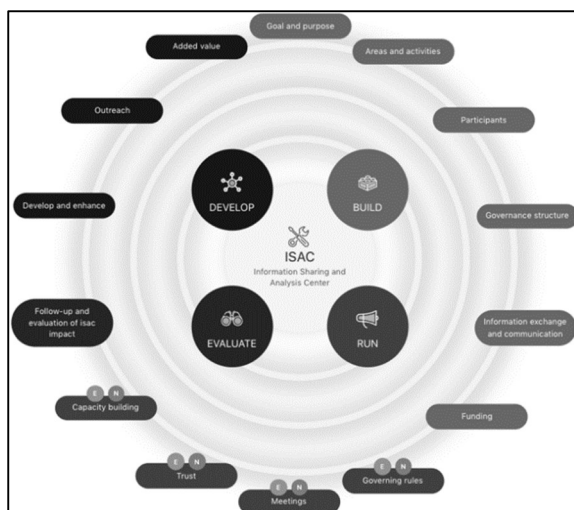 Goal and purpose
Added value
Areas and activities
Outreach
Participants
DEVELOP
BUILD
Develop and enhance
Governance structure
ISAC
Information Sharing and
Analysis Center
Follow-up and
evaluation of isac
impact
Information exchange
and communication
EVALUATE
RUN
E N
Capacity building
Funding
E N
Trust
E N
Governing rules
E N
Meetings